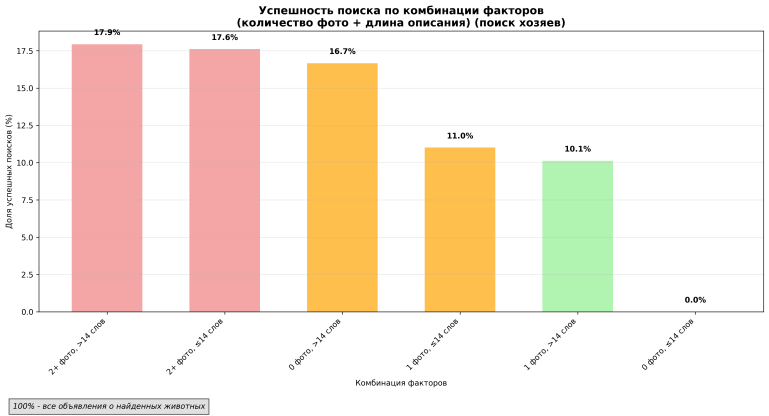 Успешность поиска по комбинации факторов
(количество фото + длина описания) (поиск хозяев)
Доля успешных поисков (%)
17.5
15.0
12.5
10.0
7.5
5.0
2.5
0.0
17.9%
17.6%
16.7%
11.0%
10.1%
0.0%
2+ фото, >14 слов
2+ фото, ≤14 слов
0 фото, >14 слов
1 фото, ≤14 слов
1 фото, >14 слов
0 фото, ≤14 слов
Комбинация факторов
100% - все объявления о найденных животных